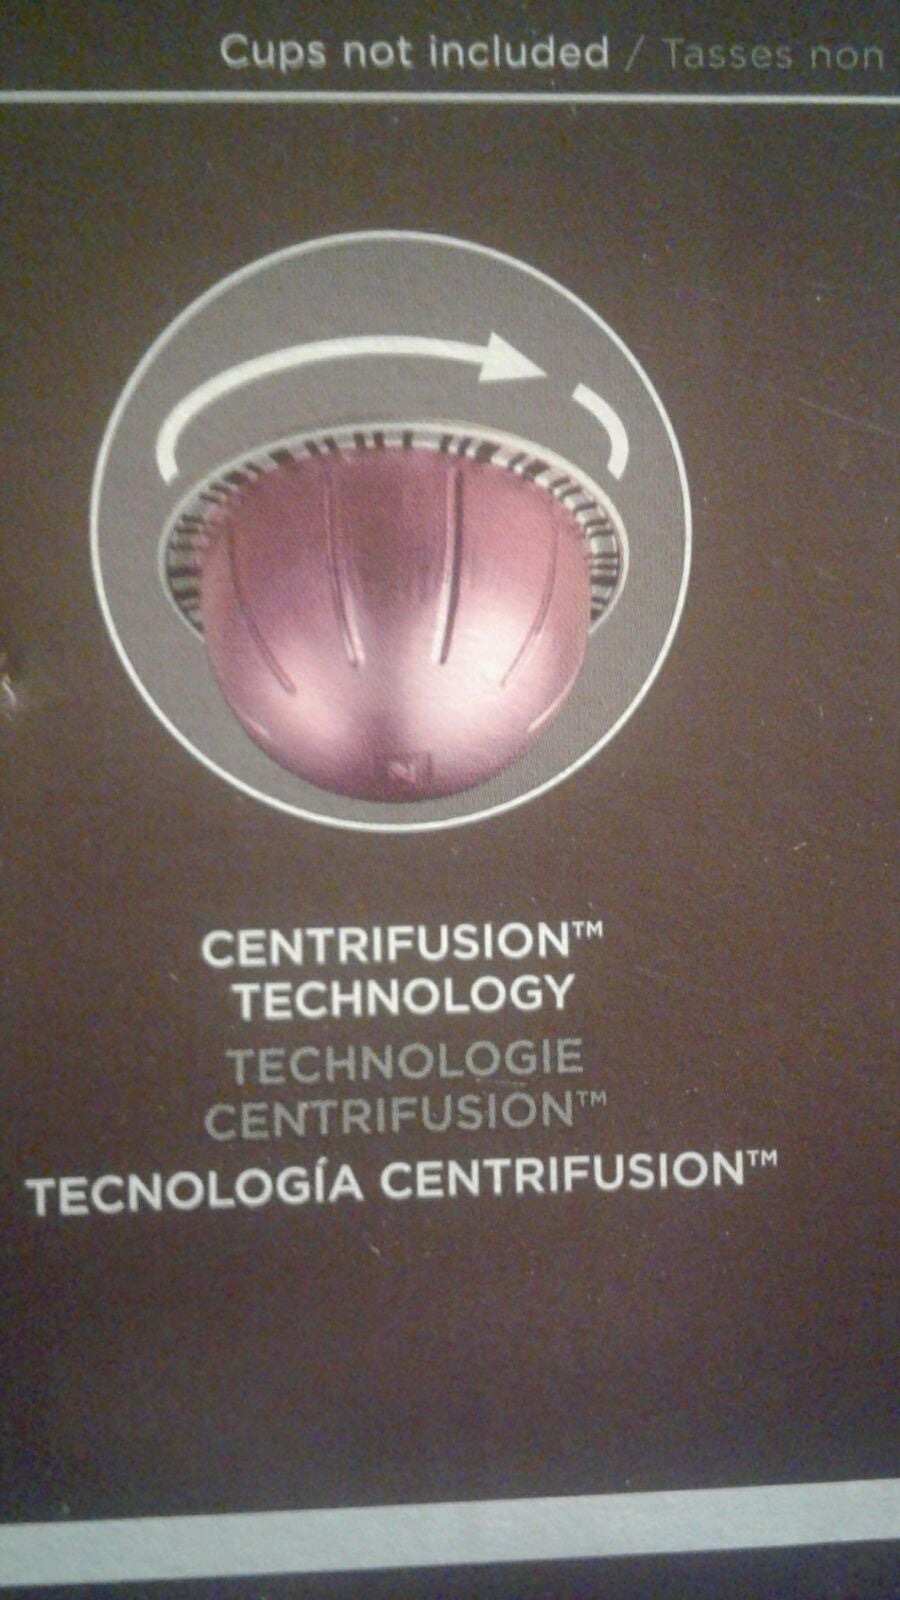 Cups not included / Tasses non
CENTRIFUSION™
TECHNOLOGY
TECHNOLOGIE
CENTRIFUSION™
TECNOLOGÍA CENTRIFUSION™